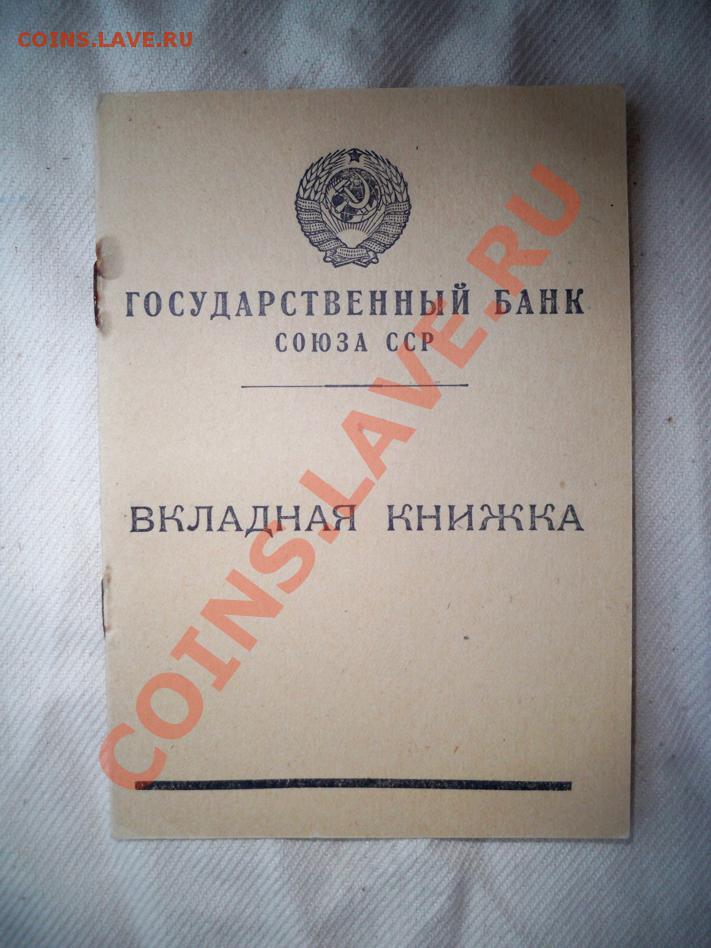 COINS.LAVE.RU
ГОСУДАРСТВЕННЫЙ БАНК
СОЮЗА ССР
ВКЛАДНАЯ КНИЖКА
COINS.LAVE.RU